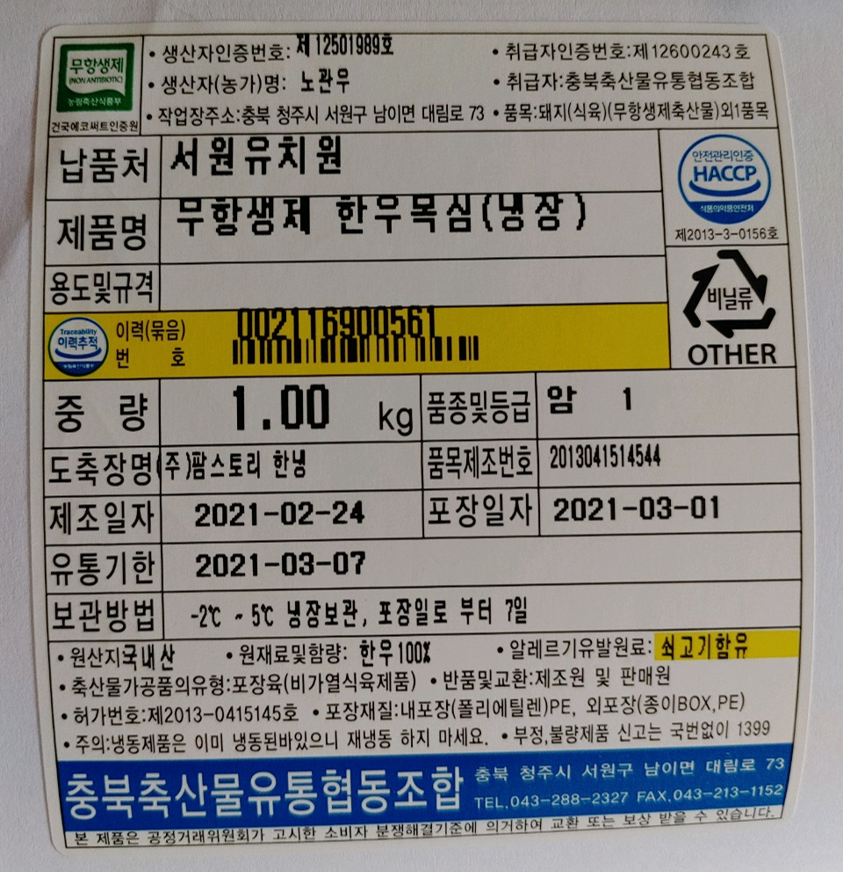 무항생제
(NON ANTIBIOTIC)
농림축산식품부
건국에코써트인증원
• 생산자인증번호: 제 12501989호 • 취급자인증번호:제12600243호
• 생산자(농가)명: 노관우 • 취급자:충북축산물유통협동조합
• 작업장주소:충북 청주시 서원구 남이면 대림로 73 • 품목:돼지(식육)(무항생제축산물)외1품목
납품처 서원유치원
안전관리인증
HACCP
식품의약품안전처
제2013-3-0156호
제품명 무항생제 한우목심(냉장)
용도및규격
비닐류
OTHER
Traceability
이력추적
농림축산식품부
이력(묶음)
번 호
002116900561
중 량 1.00 kg 품종및등급 암 1
도축장명 (주)팜스토리 한냉 품목제조번호 2013041514544
제조일자 2021-02-24 포장일자 2021-03-01
유통기한 2021-03-07
보관방법 -2℃ ~ 5℃ 냉장보관, 포장일로 부터 7일
• 원산지국내산 • 원재료및함량: 한우100% • 알레르기유발원료: 쇠고기함유
• 축산물가공품의유형:포장육(비가열식육제품) • 반품및교환:제조원 및 판매원
• 허가번호:제2013-0415145호 • 포장재질:내포장(폴리에틸렌)PE, 외포장(종이BOX,PE)
• 주의:냉동제품은 이미 냉동된바있으니 재냉동 하지 마세요. • 부정,불량제품 신고는 국번없이 1399
충북축산물유통협동조합
충북 청주시 서원구 남이면 대림로 73
TEL.043-288-2327 FAX.043-213-1152
본 제품은 공정거래위원회가 고시한 소비자 분쟁해결기준에 의거하여 교환 또는 보상 받을 수 있습니다.